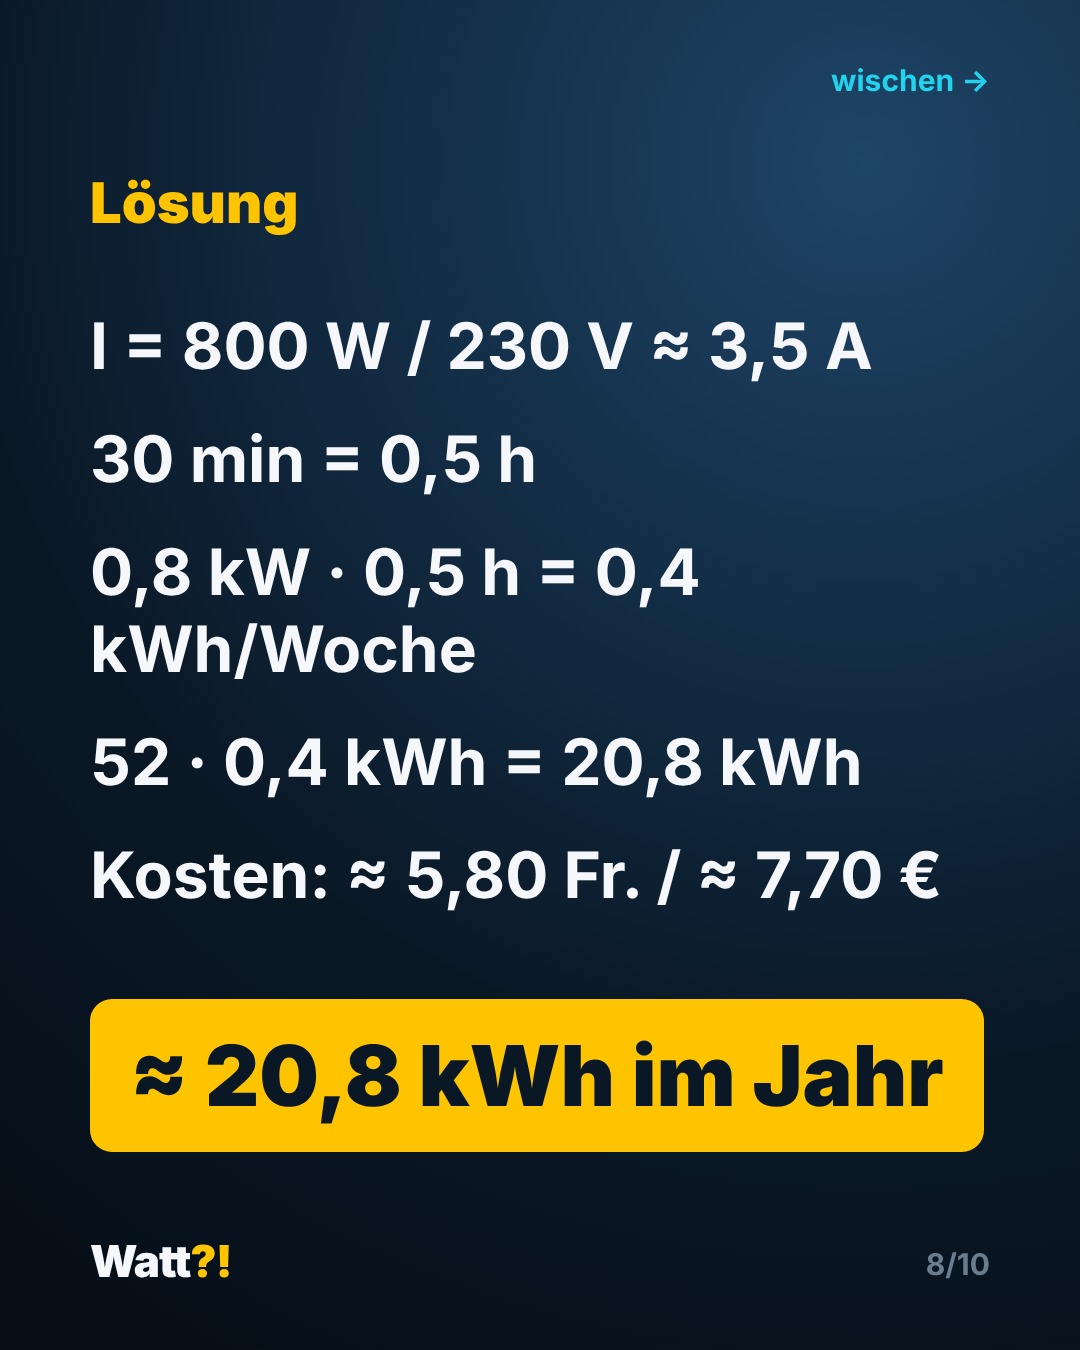 wischen →
Lösung
I = 800 W / 230 V ≈ 3,5 A
30 min = 0,5 h
0,8 kW · 0,5 h = 0,4
kWh/Woche
52 · 0,4 kWh = 20,8 kWh
Kosten: ≈ 5,80 Fr. / ≈ 7,70 €
≈ 20,8 kWh im Jahr
Watt?!
8/10